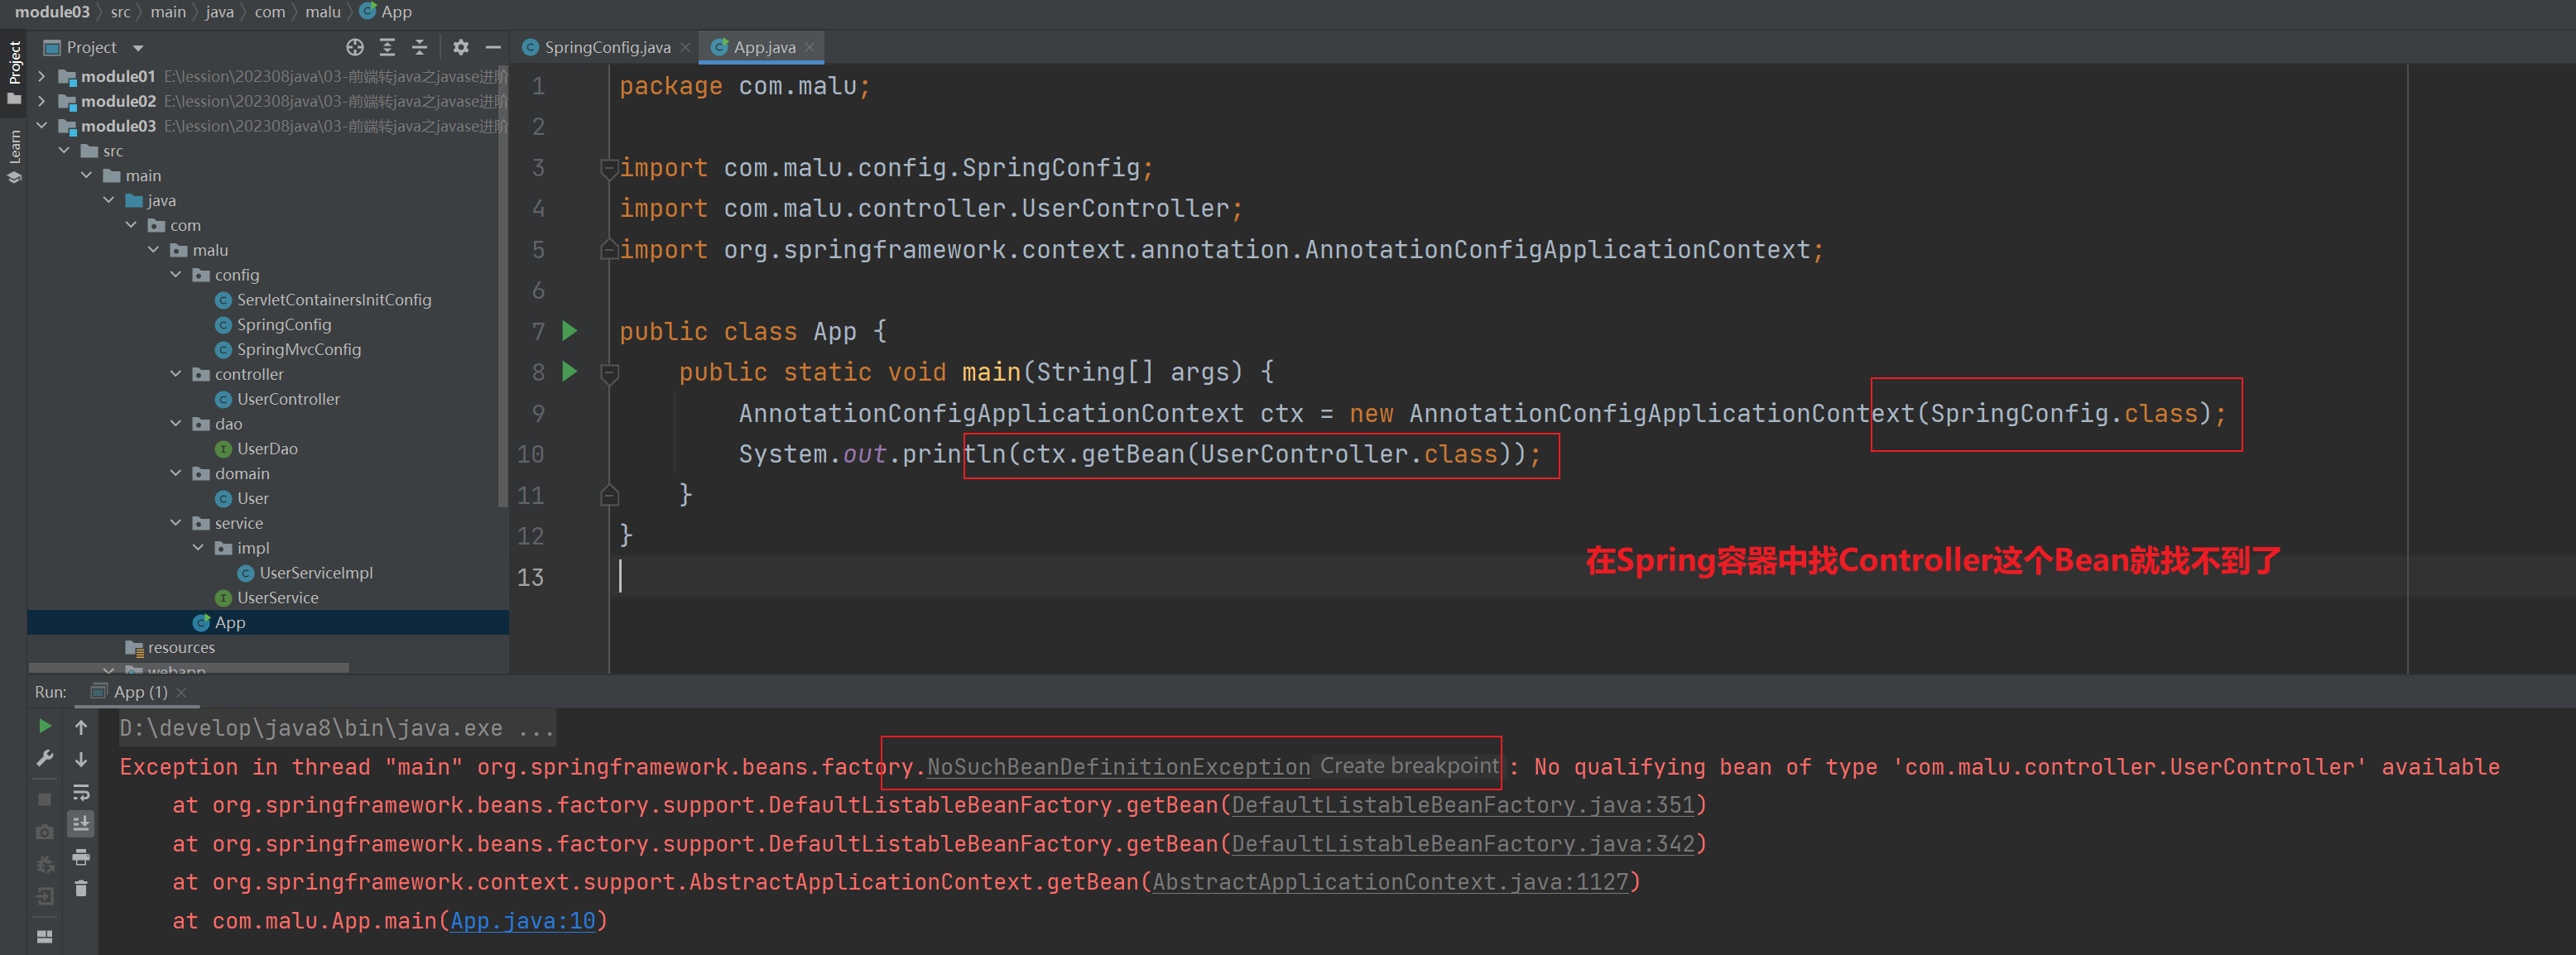 module03 src main java com malu App
Project
SpringConfig.java
App.java
Project
Learn
module01 E:\lession\202308java\03-前端转java之javase进阶
module02 E:\lession\202308java\03-前端转java之javase进阶
module03 E:\lession\202308java\03-前端转java之javase进阶
src
main
java
com
malu
config
ServletContainersInitConfig
SpringConfig
SpringMvcConfig
controller
UserController
dao
UserDao
domain
User
service
impl
UserServiceImpl
UserService
App
resources
webapp
1 package com.malu;
2
3 import com.malu.config.SpringConfig;
4 import com.malu.controller.UserController;
5 import org.springframework.context.annotation.AnnotationConfigApplicationContext;
6
7 public class App {
8 public static void main(String[] args) {
9 AnnotationConfigApplicationContext ctx = new AnnotationConfigApplicationContext(SpringConfig.class);
10 System.out.println(ctx.getBean(UserController.class));
11 }
12 }
13
在Spring容器中找Controller这个Bean就找不到了
Run: App (1)
D:\develop\java8\bin\java.exe ...
Exception in thread "main" org.springframework.beans.factory.NoSuchBeanDefinitionException Create breakpoint : No qualifying bean of type 'com.malu.controller.UserController' available
at org.springframework.beans.factory.support.DefaultListableBeanFactory.getBean(DefaultListableBeanFactory.java:351)
at org.springframework.beans.factory.support.DefaultListableBeanFactory.getBean(DefaultListableBeanFactory.java:342)
at org.springframework.context.support.AbstractApplicationContext.getBean(AbstractApplicationContext.java:1127)
at com.malu.App.main(App.java:10)